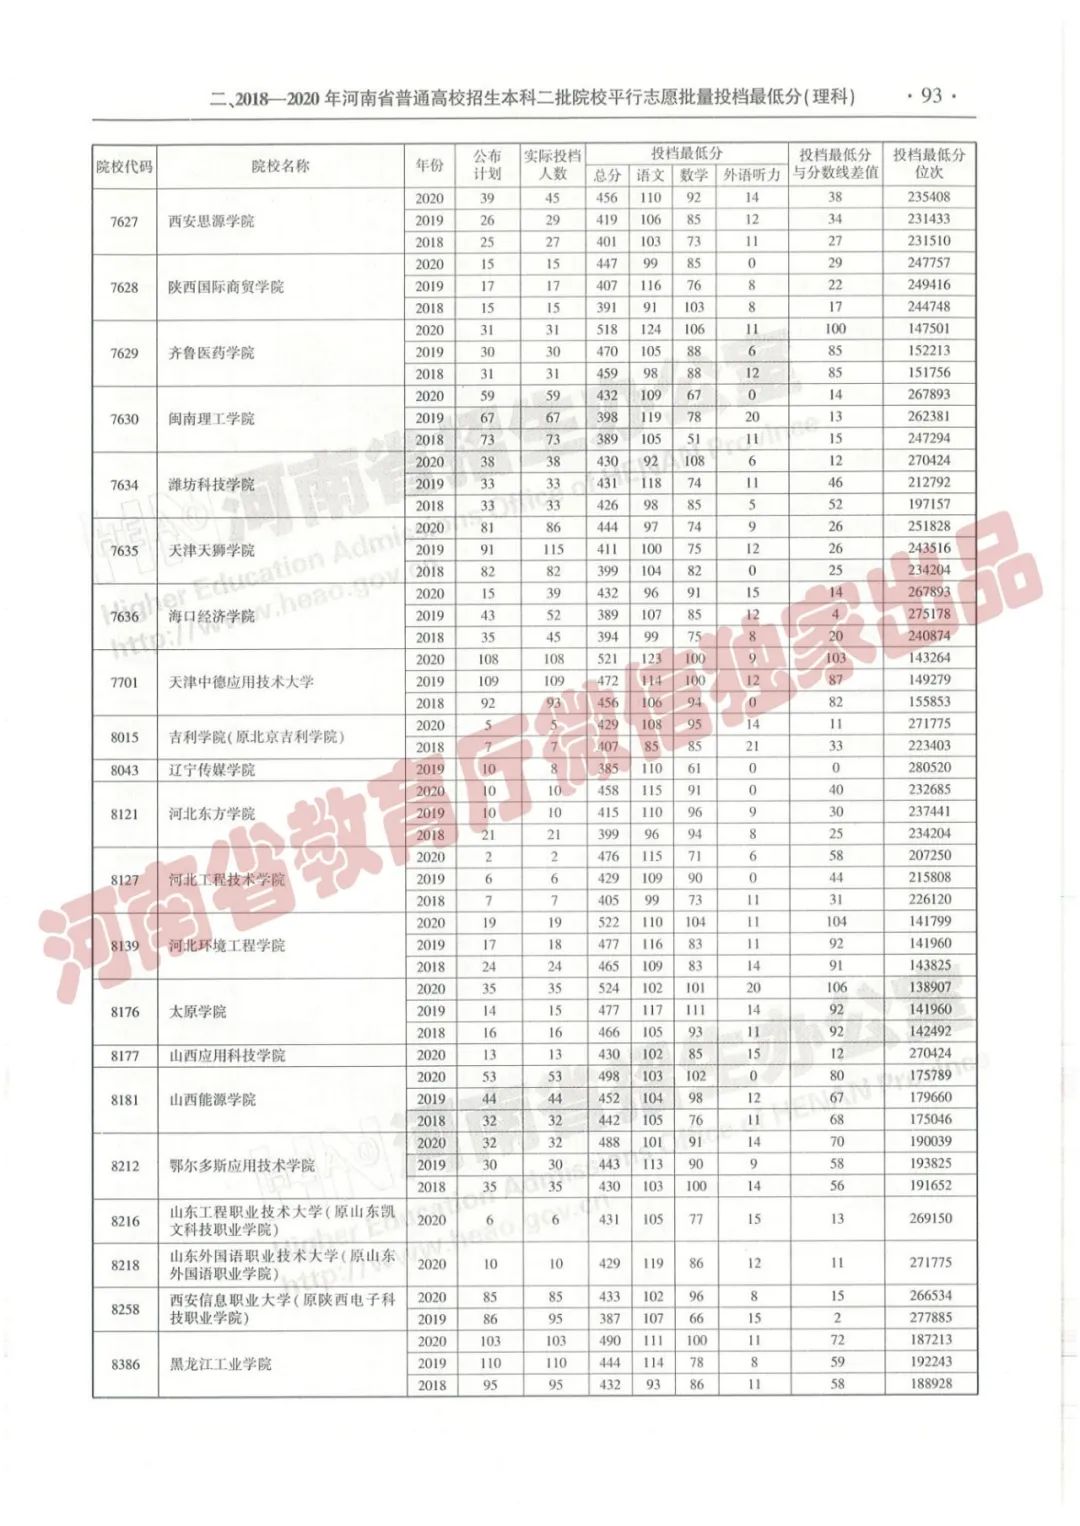 二、2018—2020年河南省普通高校招生本科二批院校平行志愿批量投档最低分(理科) ·93·
院校代码 院校名称 年份 公布计划 实际投档人数 投档最低分 投档最低分与分数线差值 投档最低分位次
总分 语文 数学 外语听力
7627 西安思源学院 2020 39 45 456 110 92 14 38 235408
2019 26 29 419 106 85 12 34 231433
2018 25 27 401 103 73 11 27 231510
7628 陕西国际商贸学院 2020 15 15 447 99 85 0 29 247757
2019 17 17 407 116 76 8 22 249416
2018 15 15 391 91 103 8 17 244748
7629 齐鲁医药学院 2020 31 31 518 124 106 11 100 147501
2019 30 30 470 105 88 6 85 152213
2018 31 31 459 98 88 12 85 151756
7630 闽南理工学院 2020 59 59 432 109 67 0 14 267893
2019 67 67 398 119 78 20 13 262381
2018 73 73 389 105 51 11 15 247294
7634 潍坊科技学院 2020 38 38 430 92 108 6 12 270424
2019 33 33 431 118 74 11 46 212792
2018 33 33 426 98 85 5 52 197157
7635 天津天狮学院 2020 81 86 444 97 74 9 26 251828
2019 91 115 411 100 75 12 26 243516
2018 82 82 399 104 82 0 25 234204
7636 海口经济学院 2020 15 39 432 96 91 15 14 267893
2019 43 52 389 107 85 12 4 275178
2018 35 45 394 99 75 8 20 240874
7701 天津中德应用技术大学 2020 108 108 521 123 100 9 103 143264
2019 109 109 472 114 100 12 87 149279
2018 92 93 456 106 94 0 82 155853
8015 吉利学院(原北京吉利学院) 2020 5 5 429 108 95 14 11 271775
2018 7 7 407 85 85 21 33 223403
8043 辽宁传媒学院 2019 10 8 385 110 61 0 0 280520
8121 河北东方学院 2020 10 10 458 115 91 0 40 232685
2019 10 10 415 110 96 9 30 237441
2018 21 21 399 96 94 8 25 234204
8127 河北工程技术学院 2020 2 2 476 115 71 6 58 207250
2019 6 6 429 109 90 0 44 215808
2018 7 7 405 99 73 11 31 226120
8139 河北环境工程学院 2020 19 19 522 110 104 11 104 141799
2019 17 18 477 116 83 11 92 141960
2018 24 24 465 109 83 14 91 143825
8176 太原学院 2020 35 35 524 102 101 20 106 138907
2019 14 15 477 117 111 14 92 141960
2018 16 16 466 105 93 11 92 142492
8177 山西应用科技学院 2020 13 13 430 102 85 15 12 270424
8181 山西能源学院 2020 53 53 498 103 102 0 80 175789
2019 44 44 452 104 98 12 67 179660
2018 32 32 442 105 76 11 68 175046
8212 鄂尔多斯应用技术学院 2020 32 32 488 101 91 14 70 190039
2019 30 30 443 113 90 9 58 193825
2018 35 35 430 103 100 14 56 191652
8216 山东工程职业技术大学(原山东凯文科技职业学院) 2020 6 6 431 105 77 15 13 269150
8218 山东外国语职业技术大学(原山东外国语职业学院) 2020 10 10 429 119 86 12 11 271775
8258 西安信息职业大学(原陕西电子科技职业学院) 2020 85 85 433 102 96 8 15 266534
2019 86 95 387 107 66 15 2 277885
8386 黑龙江工业学院 2020 103 103 490 111 100 11 72 187213
2019 110 110 444 114 78 8 59 192243
2018 95 95 432 93 86 11 58 188928
河南省教育厅微信独家出品
河南省招生办公室
Higher Education Admissions Office of HENAN Province
http://www.heao.gov.cn
河南省招生办公室
Higher Education Admissions Office of HENAN Province
http://www.heao.gov.cn